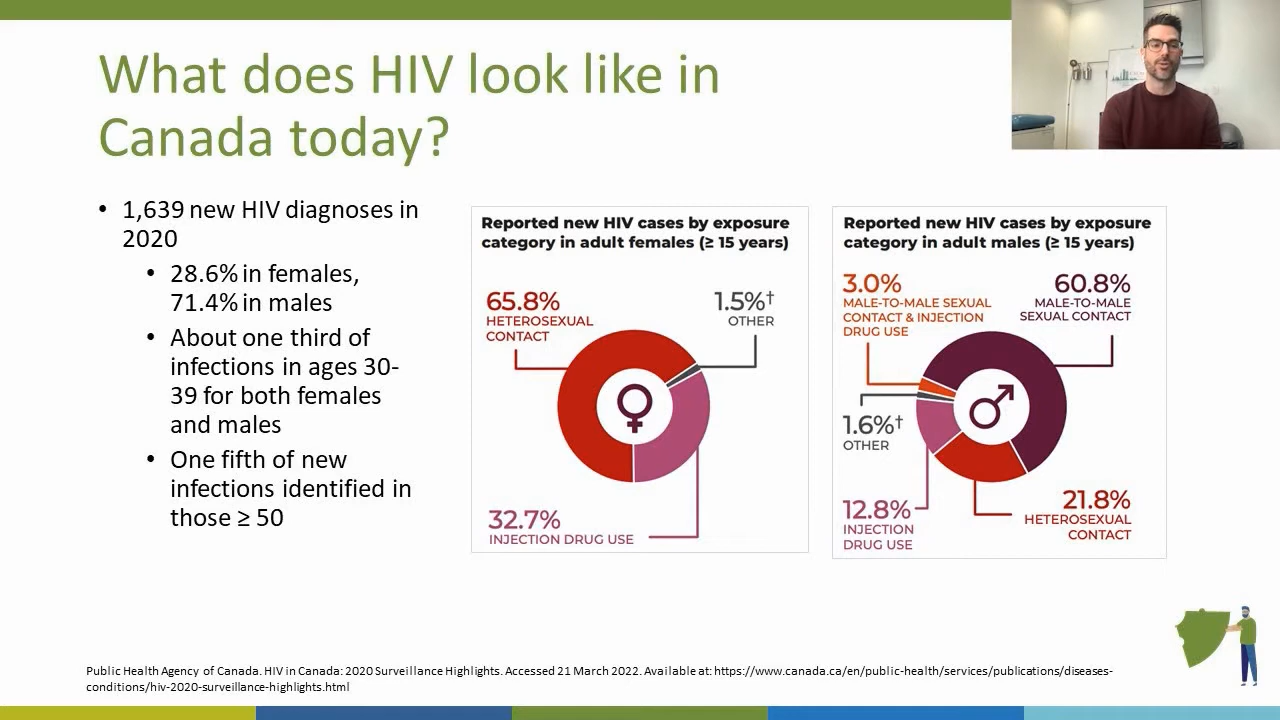 What does HIV look like in
Canada today?
• 1,639 new HIV diagnoses in
2020
• 28.6% in females,
71.4% in males
• About one third of
infections in ages 30-
39 for both females
and males
• One fifth of new
infections identified in
those ≥ 50
Reported new HIV cases by exposure
category in adult females (≥ 15 years)
65.8%
HETEROSEXUAL
CONTACT
1.5%†
OTHER
32.7%
INJECTION DRUG USE
Reported new HIV cases by exposure
category in adult males (≥ 15 years)
3.0%
MALE-TO-MALE SEXUAL
CONTACT & INJECTION
DRUG USE
60.8%
MALE-TO-MALE
SEXUAL CONTACT
1.6%†
OTHER
12.8%
INJECTION
DRUG USE
21.8%
HETEROSEXUAL
CONTACT
Public Health Agency of Canada. HIV in Canada: 2020 Surveillance Highlights. Accessed 21 March 2022. Available at: https://www.canada.ca/en/public-health/services/publications/diseases-
conditions/hiv-2020-surveillance-highlights.html